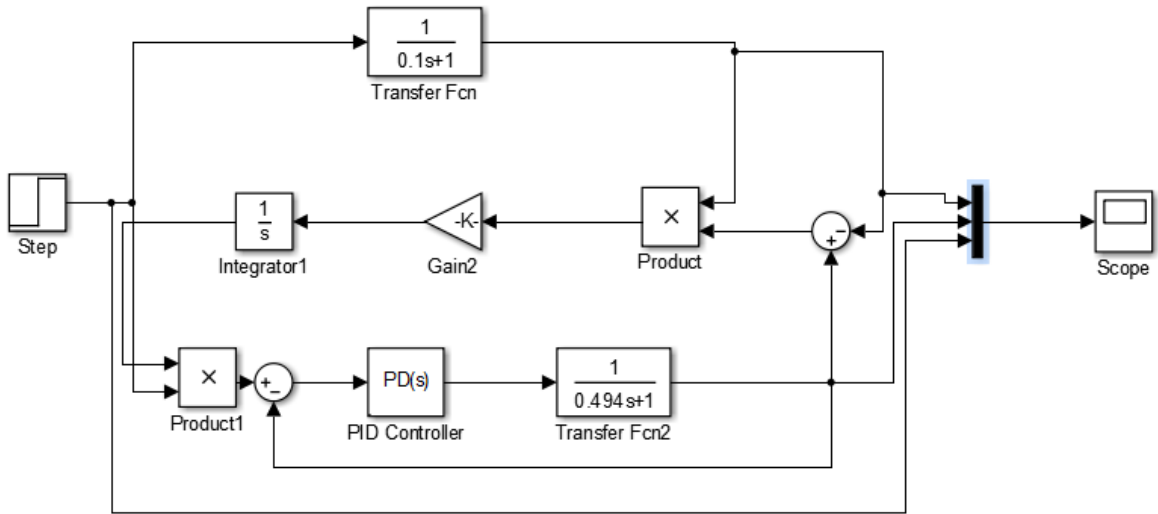 1
0.1s+1
Transfer Fcn
Step
1
s
Integrator1
-K-
Gain2
×
Product
−
+
Scope
×
Product1
+
−
PD(s)
PID Controller
1
0.494s+1
Transfer Fcn2